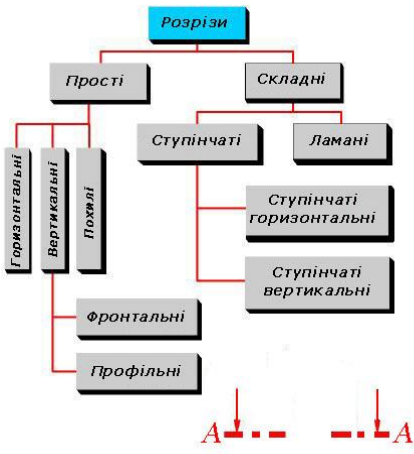 Розрізи
Прості
Складні
Ступінчаті
Ламані
Горизонтальні
Вертикальні
Похилі
Ступінчаті
горизонтальні
Ступінчаті
вертикальні
Фронтальні
Профільні
А А